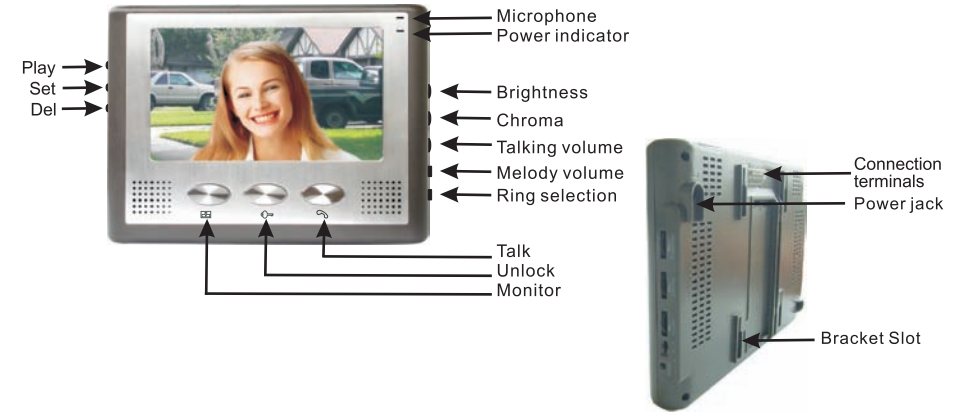 Microphone
Power indicator
Play
Set
Del
Brightness
Chroma
Talking volume
Melody volume
Ring selection
Talk
Unlock
Monitor
Connection
terminals
Power jack
Bracket Slot